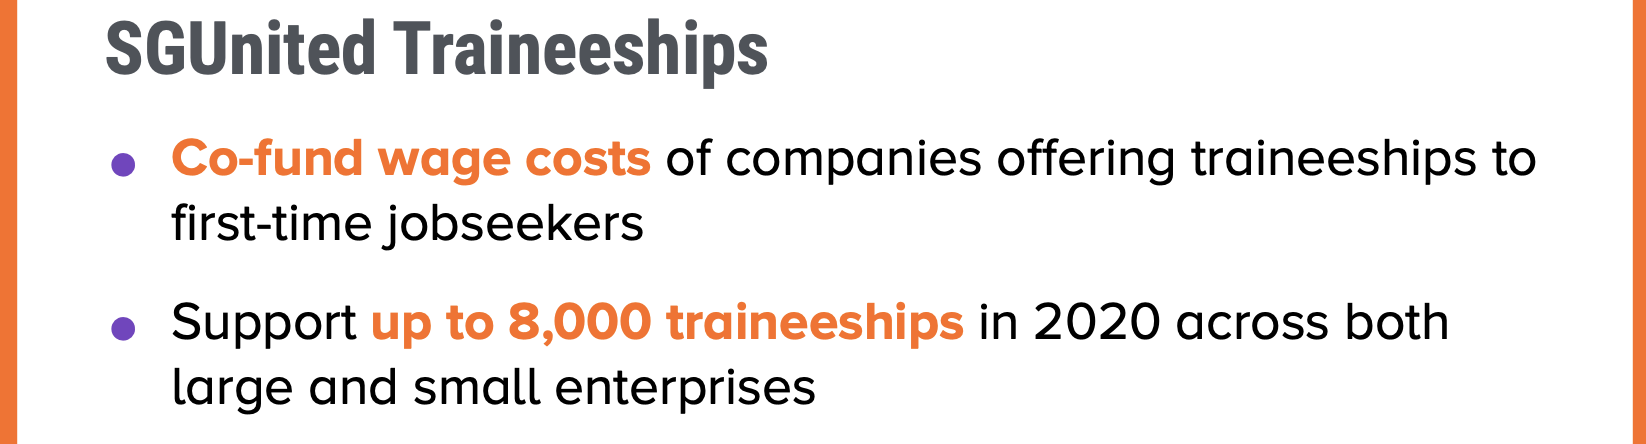 SGUnited Traineeships
• Co-fund wage costs of companies offering traineeships to
first-time jobseekers
• Support up to 8,000 traineeships in 2020 across both
large and small enterprises